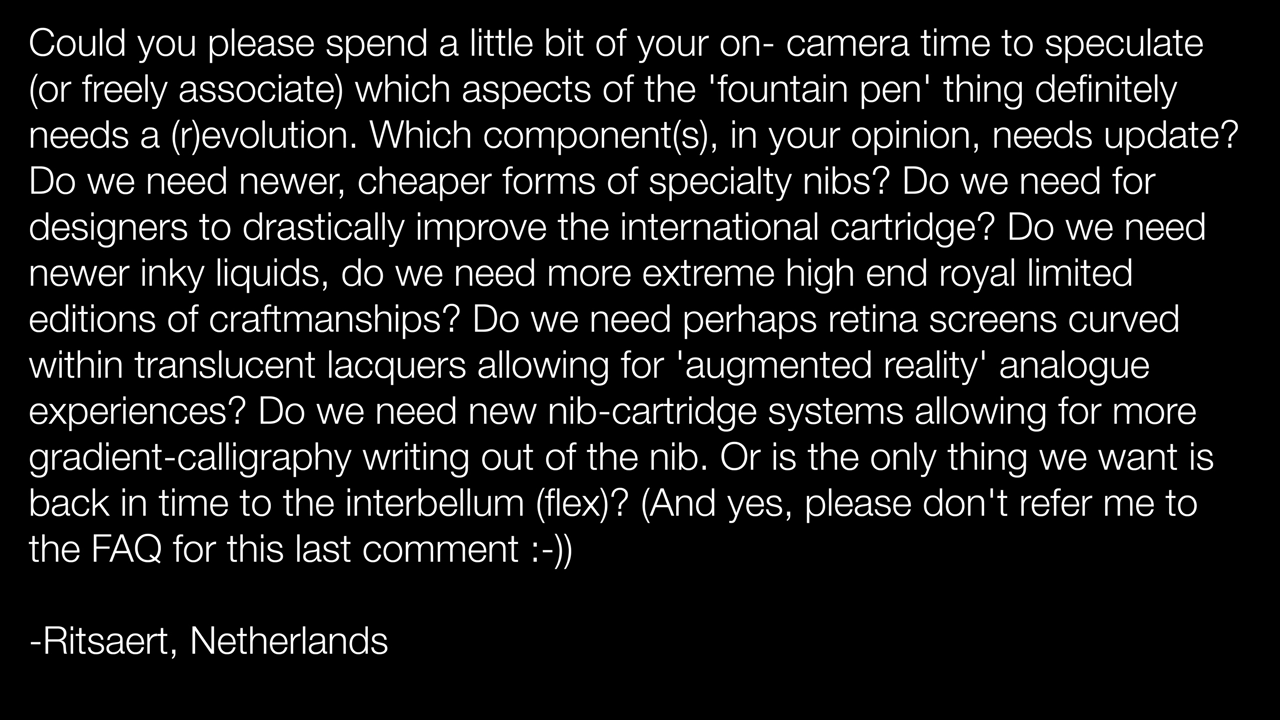 Could you please spend a little bit of your on- camera time to speculate
(or freely associate) which aspects of the 'fountain pen' thing definitely
needs a (r)evolution. Which component(s), in your opinion, needs update?
Do we need newer, cheaper forms of specialty nibs? Do we need for
designers to drastically improve the international cartridge? Do we need
newer inky liquids, do we need more extreme high end royal limited
editions of craftmanships? Do we need perhaps retina screens curved
within translucent lacquers allowing for 'augmented reality' analogue
experiences? Do we need new nib-cartridge systems allowing for more
gradient-calligraphy writing out of the nib. Or is the only thing we want is
back in time to the interbellum (flex)? (And yes, please don't refer me to
the FAQ for this last comment :-))
-Ritsaert, Netherlands